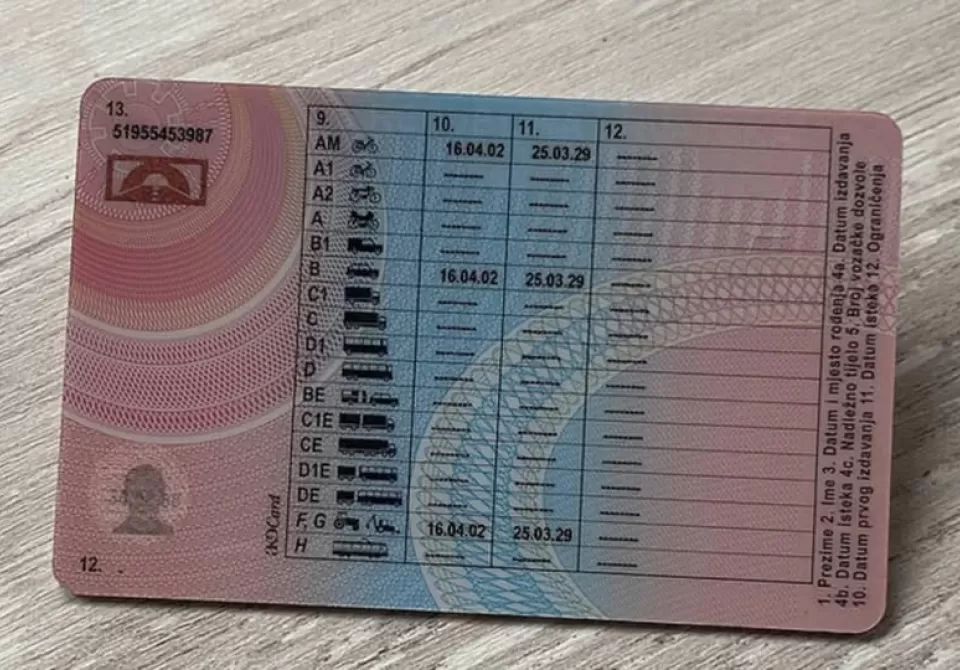 13.
51955453987
9. 10. 11. 12.
AM 16.04.02 25.03.29 -------
A1 ------- ------- -------
A2 ------- ------- -------
A ------- ------- -------
B1 ------- ------- -------
B 16.04.02 25.03.29 -------
C1 ------- ------- -------
C ------- ------- -------
D1 ------- ------- -------
D ------- ------- -------
BE ------- ------- -------
C1E ------- ------- -------
CE ------- ------- -------
D1E ------- ------- -------
DE ------- ------- -------
F, G 16.04.02 25.03.29 -------
H ------- ------- -------
12.
1. Prezime 2. Ime 3. Datum i mjesto rođenja 4a. Datum izdavanja
4b. Datum isteka 4c. Nadležno tijelo 5. Broj vozačke dozvole
10. Datum prvog izdavanja 11. Datum isteka 12. Ograničenja